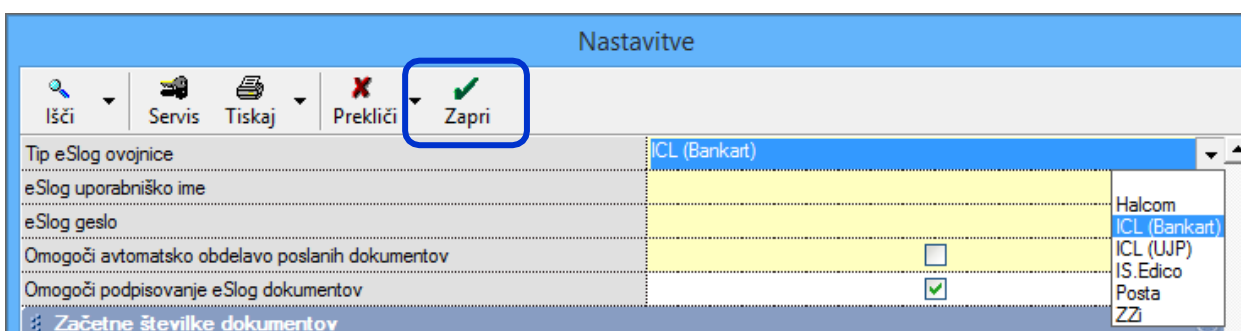 Nastavitve
Išči Servis Tiskaj Prekliči Zapri
Tip eSlog ovojnice ICL (Bankart)
eSlog uporabniško ime
eSlog geslo
Omogoči avtomatsko obdelavo poslanih dokumentov
Omogoči podpisovanje eSlog dokumentov
Začetne številke dokumentov
Halcom
ICL (Bankart)
ICL (UJP)
IS.Edico
Posta
ZZi